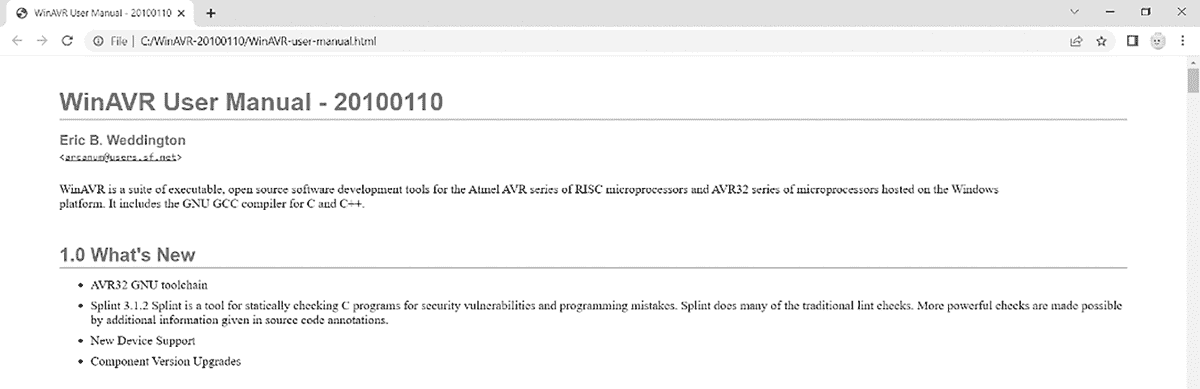 WinAVR User Manual - 20100110
File | C:/WinAVR-20100110/WinAVR-user-manual.html
WinAVR User Manual - 20100110
Eric B. Weddington
<arcanum@users.sf.net>
WinAVR is a suite of executable, open source software development tools for the Atmel AVR series of RISC microprocessors and AVR32 series of microprocessors hosted on the Windows
platform. It includes the GNU GCC compiler for C and C++.
1.0 What's New
• AVR32 GNU toolchain
• Splint 3.1.2 Splint is a tool for statically checking C programs for security vulnerabilities and programming mistakes. Splint does many of the traditional lint checks. More powerful checks are made possible
by additional information given in source code annotations.
• New Device Support
• Component Version Upgrades